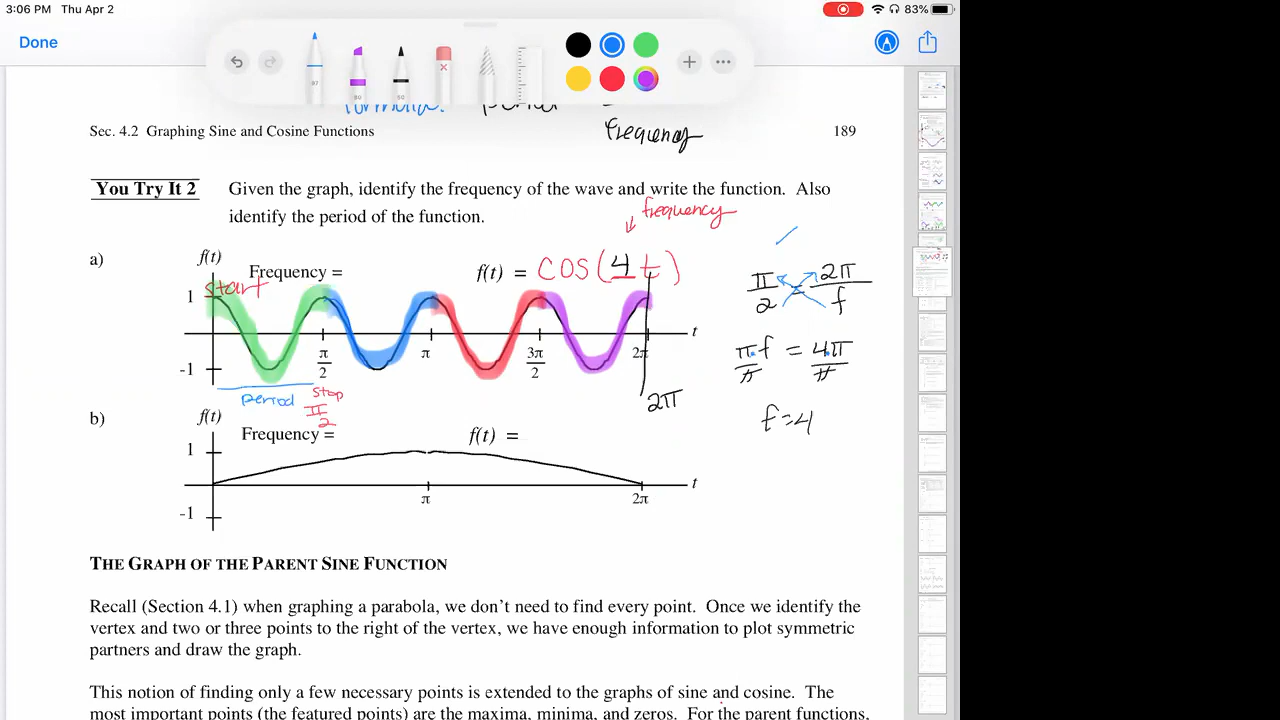 3:06 PM Thu Apr 2
83%
Done
97
80
50
formula: period
frequency
Sec. 4.2 Graphing Sine and Cosine Functions 189
You Try It 2 Given the graph, identify the frequency of the wave and write the function. Also
identify the period of the function.
frequency
a) f(t) Frequency = f(t) = cos(4t)
start
1
-1
π/2 π 3π/2 2π t
2π
period stop π/2
π/2 = 2π/f
π·f/π = 4·π/π
f=4
b) f(t) Frequency = f(t) =
1
-1
π 2π t
THE GRAPH OF THE PARENT SINE FUNCTION
Recall (Section 4.1) when graphing a parabola, we don't need to find every point. Once we identify the
vertex and two or three points to the right of the vertex, we have enough information to plot symmetric
partners and draw the graph.
This notion of finding only a few necessary points is extended to the graphs of sine and cosine. The
most important points (the featured points) are the maxima, minima, and zeros. For the parent functions,